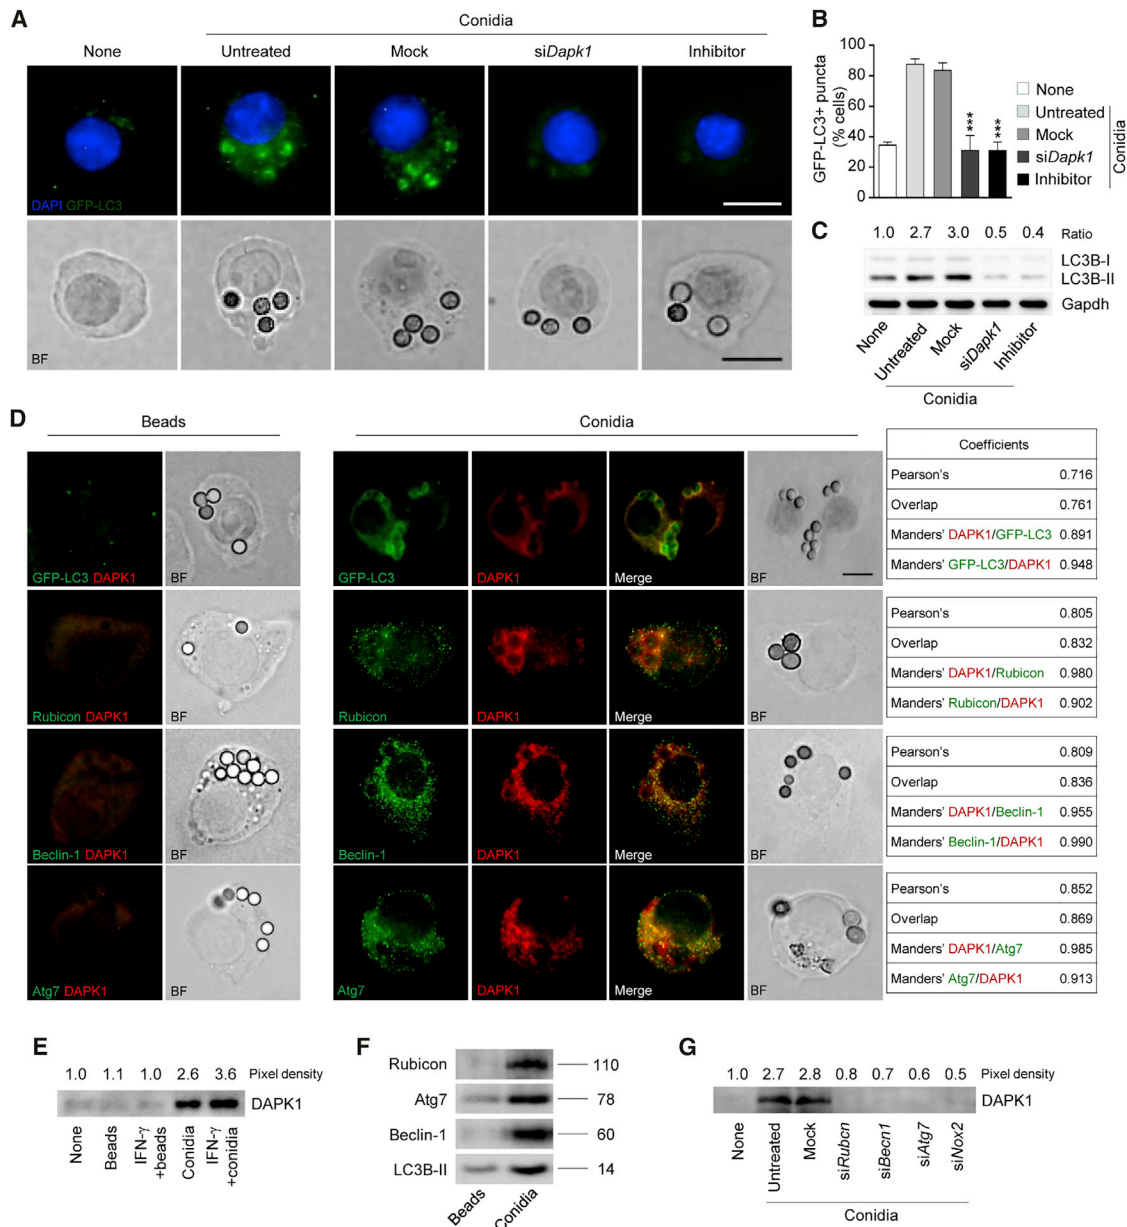 A
Conidia
None
Untreated
Mock
siDapk1
Inhibitor
DAPI GFP-LC3
BF
B
GFP-LC3+ puncta
(% cells)
100
80
60
40
20
0
***
***
None
Untreated
Mock
siDapk1
Inhibitor
Conidia
C
1.0 2.7 3.0 0.5 0.4 Ratio
LC3B-I
LC3B-II
Gapdh
None
Untreated
Mock
siDapk1
Inhibitor
Conidia
D
Beads
Conidia
GFP-LC3 DAPK1
BF
GFP-LC3
DAPK1
Merge
BF
Coefficients
Pearson's 0.716
Overlap 0.761
Manders' DAPK1/GFP-LC3 0.891
Manders' GFP-LC3/DAPK1 0.948
Rubicon DAPK1
BF
Rubicon
DAPK1
Merge
BF
Pearson's 0.805
Overlap 0.832
Manders' DAPK1/Rubicon 0.980
Manders' Rubicon/DAPK1 0.902
Beclin-1 DAPK1
BF
Beclin-1
DAPK1
Merge
BF
Pearson's 0.809
Overlap 0.836
Manders' DAPK1/Beclin-1 0.955
Manders' Beclin-1/DAPK1 0.990
Atg7 DAPK1
BF
Atg7
DAPK1
Merge
BF
Pearson's 0.852
Overlap 0.869
Manders' DAPK1/Atg7 0.985
Manders' Atg7/DAPK1 0.913
E
1.0 1.1 1.0 2.6 3.6 Pixel density
DAPK1
None
Beads
IFN-γ
+beads
Conidia
IFN-γ
+conidia
F
Rubicon 110
Atg7 78
Beclin-1 60
LC3B-II 14
Beads
Conidia
G
1.0 2.7 2.8 0.8 0.7 0.6 0.5 Pixel density
DAPK1
None
Untreated
Mock
siRubcn
siBecn1
siAtg7
siNox2
Conidia